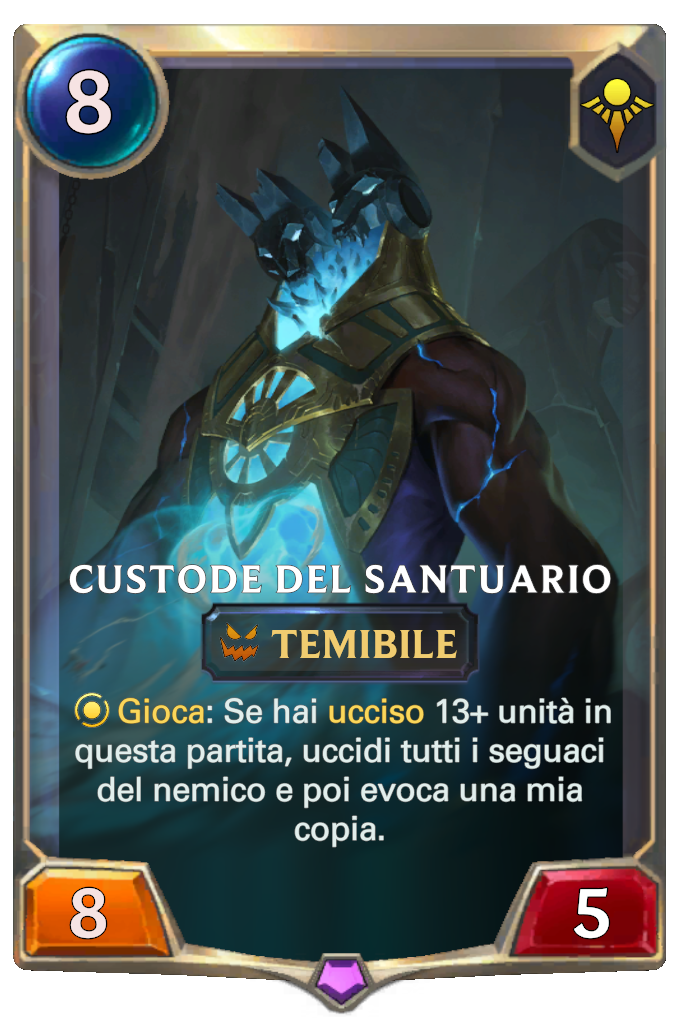 8
CUSTODE DEL SANTUARIO
TEMIBILE
Gioca: Se hai ucciso 13+ unità in
questa partita, uccidi tutti i seguaci
del nemico e poi evoca una mia
copia.
8
5